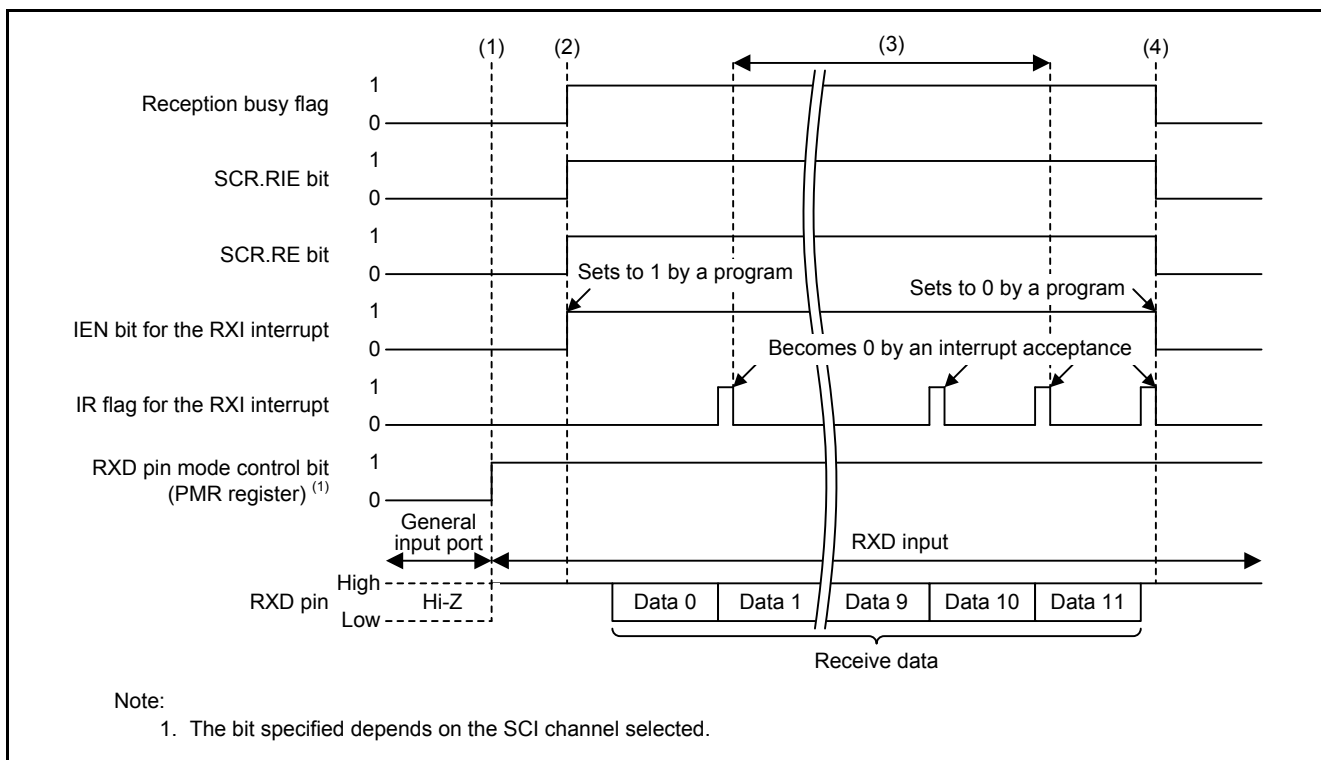 (1) (2) (3) (4)
Reception busy flag
1
0
SCR.RIE bit
1
0
SCR.RE bit
1
0
Sets to 1 by a program
Sets to 0 by a program
IEN bit for the RXI interrupt
1
0
Becomes 0 by an interrupt acceptance
IR flag for the RXI interrupt
1
0
RXD pin mode control bit
(PMR register) (1)
1
0
General
input port
RXD input
RXD pin
High
Low
Hi-Z
Data 0 Data 1 Data 9 Data 10 Data 11
Receive data
Note:
1. The bit specified depends on the SCI channel selected.